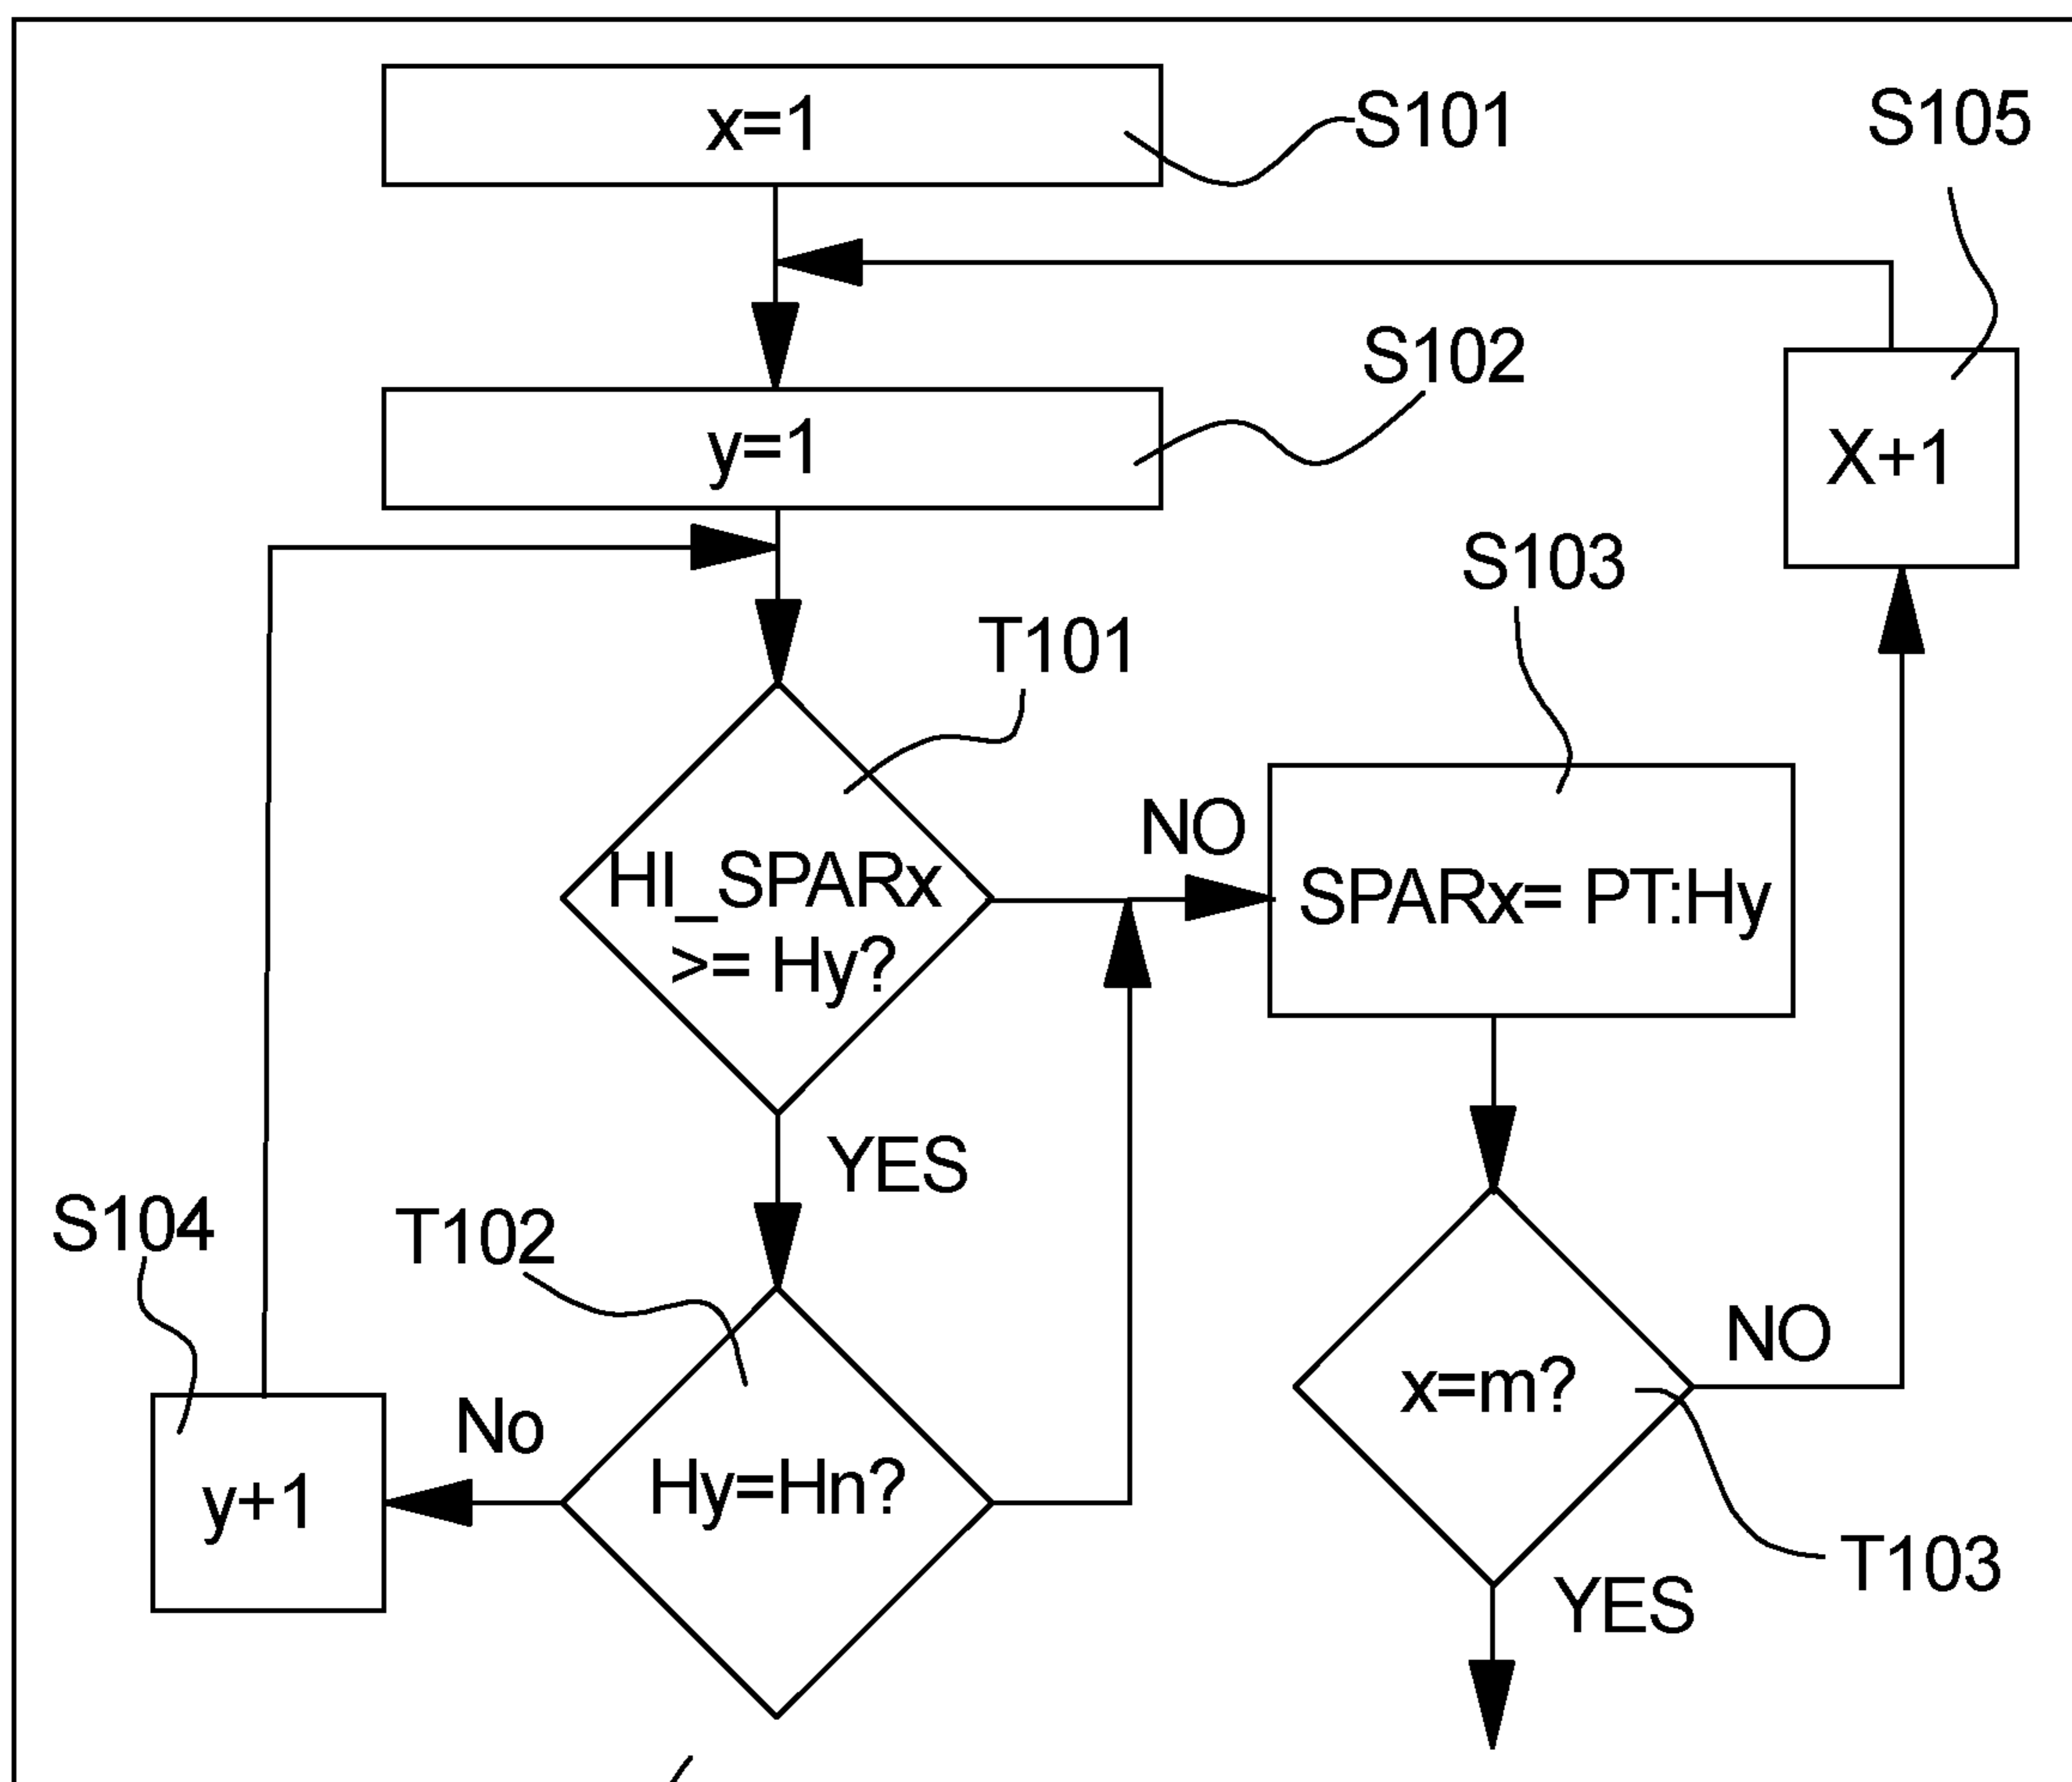 x=1
S101
S105
S102
y=1
X+1
S103
T101
NO
HI_SPARx
>= Hy?
SPARx= PT:Hy
YES
S104
T102
NO
x=m?
No
Hy=Hn?
y+1
T103
YES